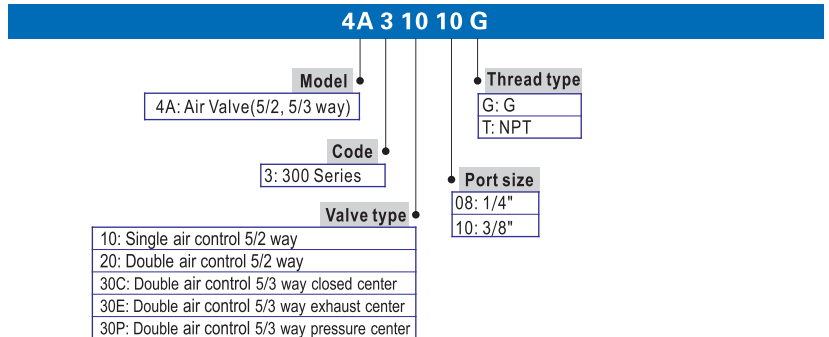 4A 3 10 10 G
Model
4A: Air Valve(5/2, 5/3 way)
Code
3: 300 Series
Valve type
10: Single air control 5/2 way
20: Double air control 5/2 way
30C: Double air control 5/3 way closed center
30E: Double air control 5/3 way exhaust center
30P: Double air control 5/3 way pressure center
Port size
08: 1/4"
10: 3/8"
Thread type
G: G
T: NPT